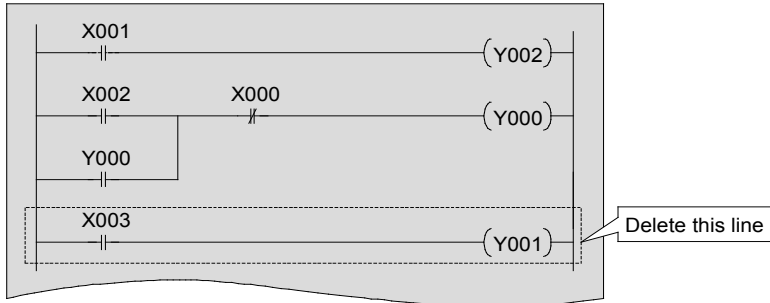 X001
Y002
X002 X000
Y000
Y000
X003
Y001
Delete this line